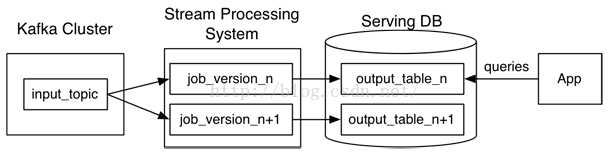 Kafka Cluster
Stream Processing
System
Serving DB
input_topic
job_version_n
output_table_n
queries
App
http://blog.csdn.net/
job_version_n+1
output_table_n+1